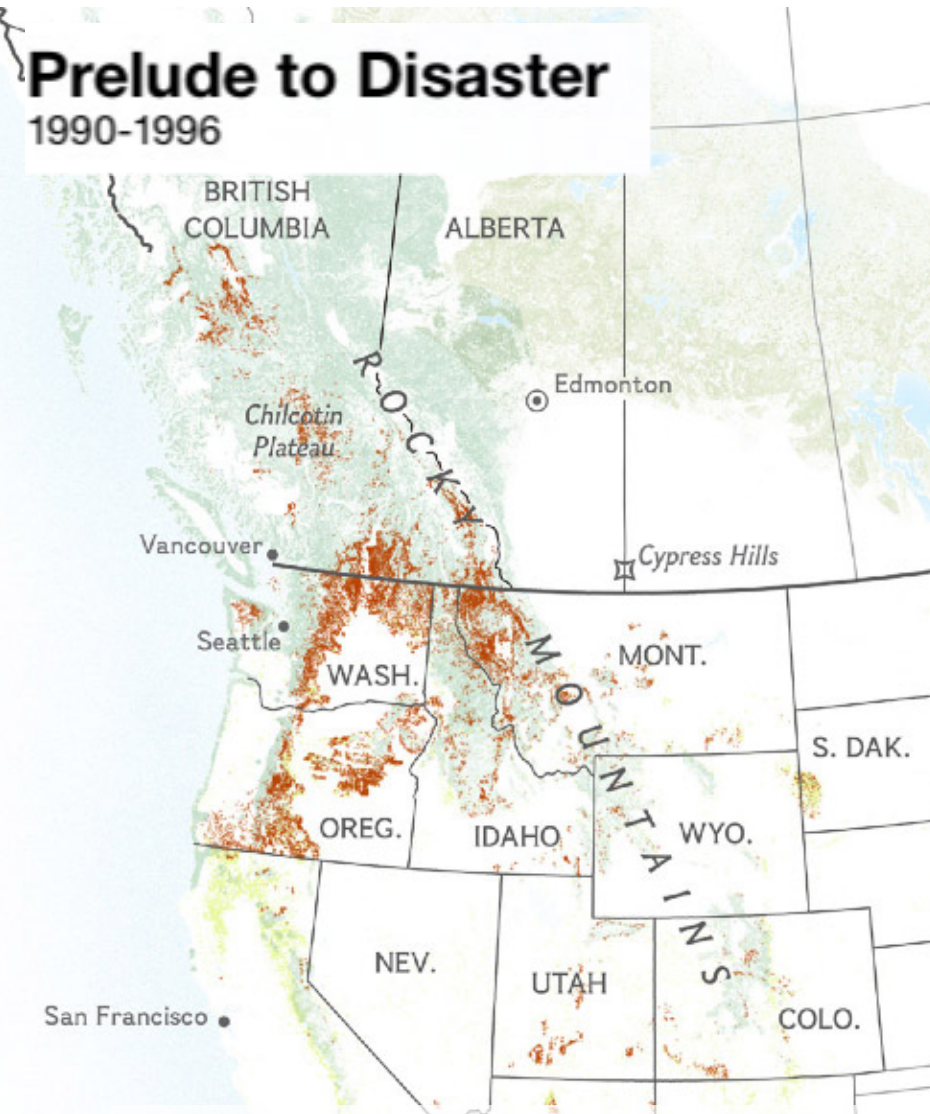 Prelude to Disaster
1990-1996
BRITISH
COLUMBIA
ALBERTA
ROCKY
Edmonton
Chilcotin
Plateau
Vancouver
Cypress Hills
Seattle
WASH.
MOUNTAINS
MONT.
S. DAK.
OREG.
IDAHO
WYO.
NEV.
UTAH
San Francisco
COLO.